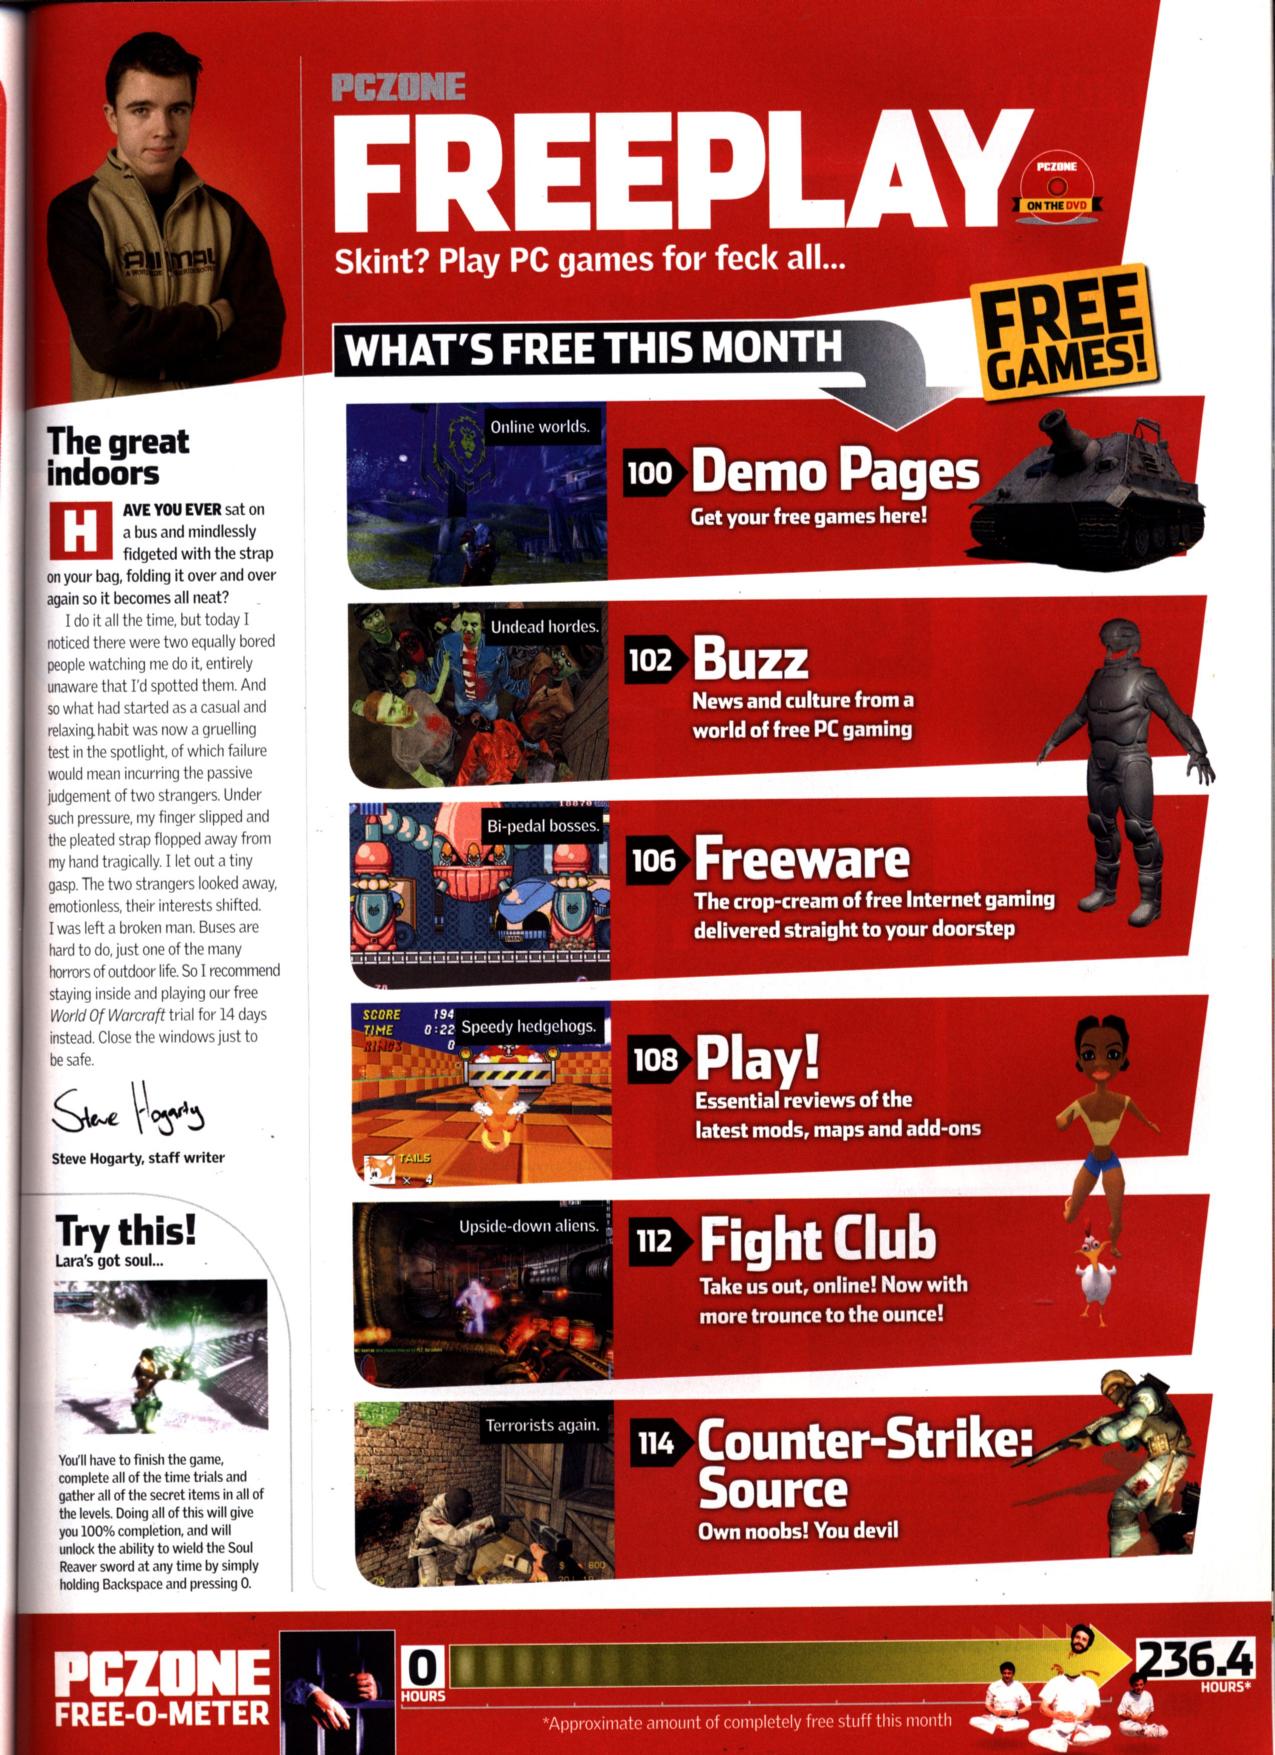 PCZONE
FREEPLAY
PCZONE
ON THE DVD
Skint? Play PC games for feck all...
ANIMAL
WHAT'S FREE THIS MONTH
FREE
GAMES!
The great
indoors
HAVE YOU EVER sat on
a bus and mindlessly
fidgeted with the strap
on your bag, folding it over and over
again so it becomes all neat?
I do it all the time, but today I
noticed there were two equally bored
people watching me do it, entirely
unaware that I'd spotted them. And
so what had started as a casual and
relaxing habit was now a gruelling
test in the spotlight, of which failure
would mean incurring the passive
judgement of two strangers. Under
such pressure, my finger slipped and
the pleated strap flopped away from
my hand tragically. I let out a tiny
gasp. The two strangers looked away,
emotionless, their interests shifted.
I was left a broken man. Buses are
hard to do, just one of the many
horrors of outdoor life. So I recommend
staying inside and playing our free
World Of Warcraft trial for 14 days
instead. Close the windows just to
be safe.
Steve Hogarty
Steve Hogarty, staff writer
Try this!
Lara's got soul...
You'll have to finish the game,
complete all of the time trials and
gather all of the secret items in all of
the levels. Doing all of this will give
you 100% completion, and will
unlock the ability to wield the Soul
Reaver sword at any time by simply
holding Backspace and pressing 0.
Online worlds.
100 Demo Pages
Get your free games here!
Undead hordes.
102 Buzz
News and culture from a
world of free PC gaming
Bi-pedal bosses.
106 Freeware
The crop-cream of free Internet gaming
delivered straight to your doorstep
SCORE 194
TIME 0:22
RINGS 0
Speedy hedgehogs.
TAILS
× 4
108 Play!
Essential reviews of the
latest mods, maps and add-ons
Upside-down aliens.
112 Fight Club
Take us out, online! Now with
more trounce to the ounce!
Terrorists again.
114 Counter-Strike:
Source
Own noobs! You devil
PCZONE
FREE-O-METER
0
HOURS
236.4
HOURS*
*Approximate amount of completely free stuff this month